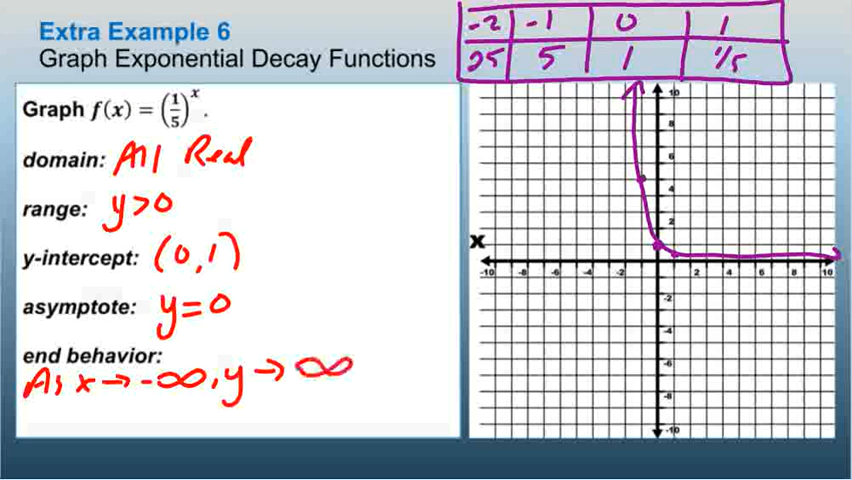 Extra Example 6
Graph Exponential Decay Functions
-2 -1 0 1
25 5 1 1/5
Graph f(x) = (1/5)^x.
domain: All Real
range: y>0
y-intercept: (0,1)
asymptote: y=0
end behavior:
As x→-∞, y→∞
10
8
6
4
2
X
-10 -8 -6 -4 -2 2 4 6 8 10
-2
-4
-6
-8
-10